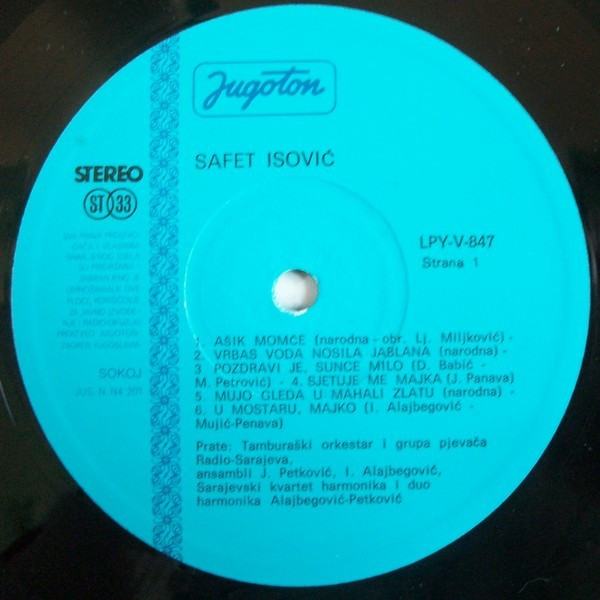 Jugoton
SAFET ISOVIĆ
STEREO
ST 33
LPY-V-847
Strana 1
SOKOJ
JUS. N. N4 201
1. AŠIK MOMČE (narodna - obr. Lj. Miljković) -
2. VRBAS VODA NOSILA JABLANA (narodna) -
3 POZDRAVI JE, SUNCE MILO (D. Babić -
M. Petrović) - 4. SJETUJE ME MAJKA (J. Panava)
5. MUJO GLEDA U MAHALI ZLATU (narodna) -
6. U MOSTARU, MAJKO (I. Alajbegović -
Mujić-Penava)
Prate: Tamburaški orkestar i grupa pjevača
Radio-Sarajeva,
ansambli J. Petković, I. Alajbegović,
Sarajevski kvartet harmonika i duo
harmonika Alajbegović-Petković